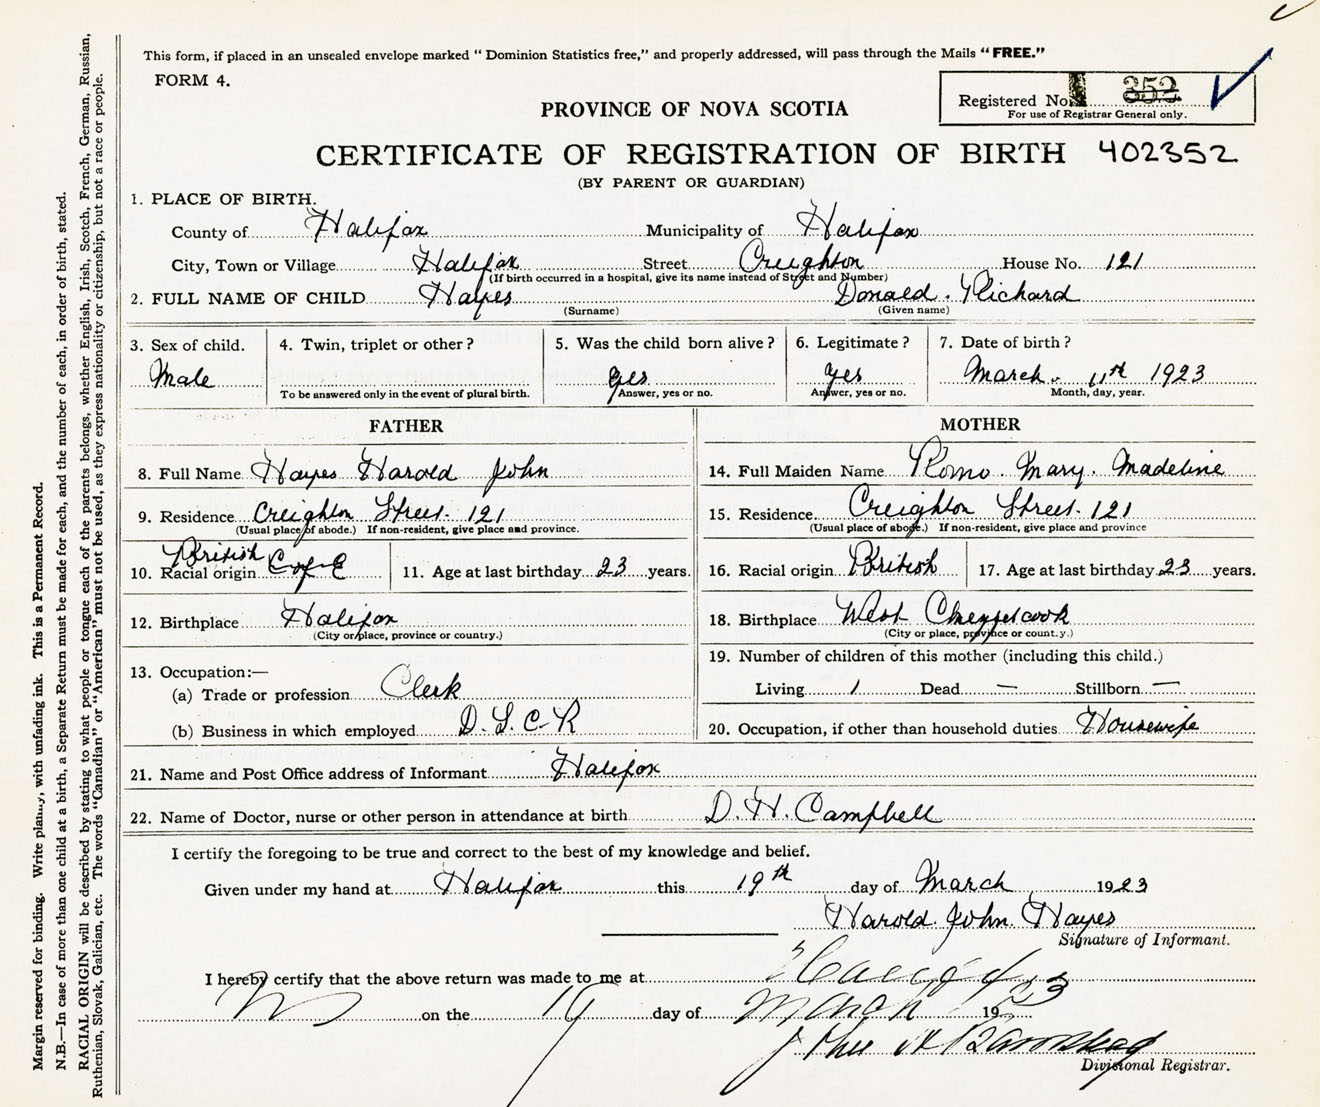 This form, if placed in an unsealed envelope marked "Dominion Statistics free," and properly addressed, will pass through the Mails "FREE."
FORM 4.
Registered No. 352
For use of Registrar General only.
PROVINCE OF NOVA SCOTIA
CERTIFICATE OF REGISTRATION OF BIRTH 402352
(BY PARENT OR GUARDIAN)
1. PLACE OF BIRTH.
County of Halifax Municipality of Halifax
City, Town or Village Halifax Street Creighton House No. 121
(If birth occurred in a hospital, give its name instead of Street and Number)
2. FULL NAME OF CHILD Hayes Donald. Richard
(Surname) (Given name)
3. Sex of child. 4. Twin, triplet or other? 5. Was the child born alive? 6. Legitimate? 7. Date of birth?
Male yes yes March. 11th 1923
To be answered only in the event of plural birth. Answer, yes or no. Answer, yes or no. Month, day, year.
FATHER
8. Full Name Hayes Harold John
9. Residence Creighton Street. 121
(Usual place of abode.) If non-resident, give place and province.
British
10. Racial origin C of E 11. Age at last birthday 23 years.
12. Birthplace Halifax
(City or place, province or country.)
13. Occupation:—
(a) Trade or profession Clerk
(b) Business in which employed D.S.C.R
MOTHER
14. Full Maiden Name Romo. Mary. Madeline
15. Residence Creighton Street. 121
(Usual place of abode.) If non-resident, give place and province
16. Racial origin British 17. Age at last birthday 23 years.
18. Birthplace West Chezzetcook
(City or place, province or country.)
19. Number of children of this mother (including this child.)
Living 1 Dead — Stillborn —
20. Occupation, if other than household duties Housewife
21. Name and Post Office address of Informant Halifax
22. Name of Doctor, nurse or other person in attendance at birth D. H. Campbell
I certify the foregoing to be true and correct to the best of my knowledge and belief.
Given under my hand at Halifax this 19th day of March 1923
Harold. John. Hayes
Signature of Informant.
I hereby certify that the above return was made to me at Halifax
on the 19 day of March 1923
Divisional Registrar.
Margin reserved for binding. Write plainly, with unfading ink. This is a Permanent Record.
N.B.—In case of more than one child at a birth, a Separate Return must be made for each, and the number of each, in order of birth, stated.
RACIAL ORIGIN will be described by stating to what people or tongue each of the parents belongs, whether English, Irish, Scotch, French, German, Russian,
Ruthenian, Slovak, Galician, etc. The words "Canadian" or "American" must not be used, as they express nationality or citizenship, but not a race or people.